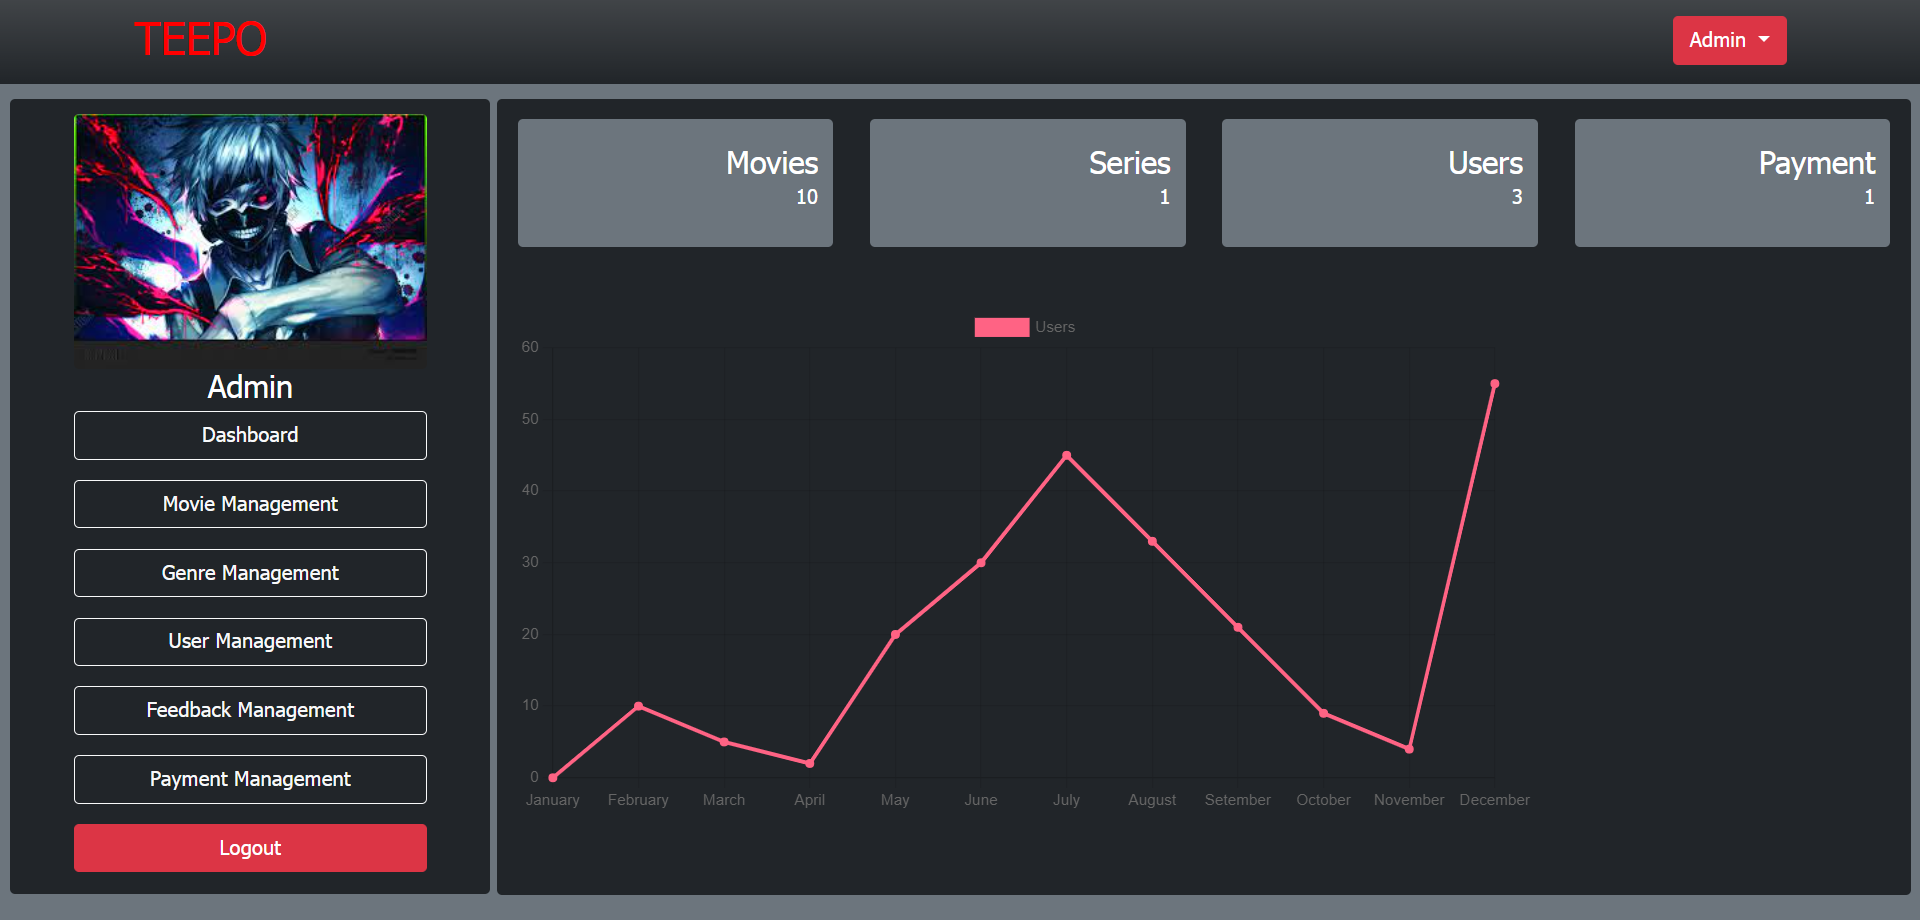 TEEPO
Admin
Admin
Dashboard
Movie Management
Genre Management
User Management
Feedback Management
Payment Management
Logout
Movies
10
Series
1
Users
3
Payment
1
Users
60
50
40
30
20
10
0
January February March April May June July August Setember October November December